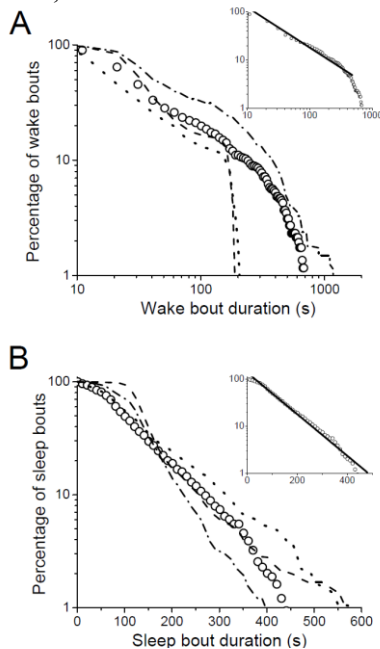 A
100
10
1
10 100 1000
Percentage of wake bouts
100
10
1
10 100 1000
Wake bout duration (s)
B
100
10
1
0 200 400
Percentage of sleep bouts
100
10
1
0 100 200 300 400 500 600
Sleep bout duration (s)